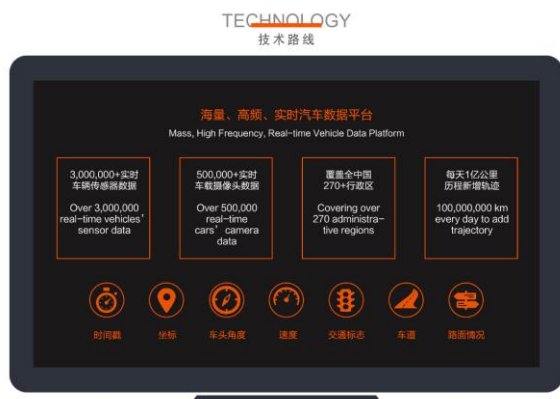 TECHNOLOGY
技术路线
海量、高频、实时汽车数据平台
Mass, High Frequency, Real-time Vehicle Data Platform
3,000,000+实时
车辆传感器数据
Over 3,000,000
real-time vehicles'
sensor data
500,000+实时
车载摄像头数据
Over 500,000
real-time
cars' camera
data
覆盖全中国
270+行政区
Covering over
270 administra-
tive regions
每天1亿公里
历程新增轨迹
100,000,000 km
every day to add
trajectory
时间戳
坐标
车头角度
速度
交通标志
车道
路面情况